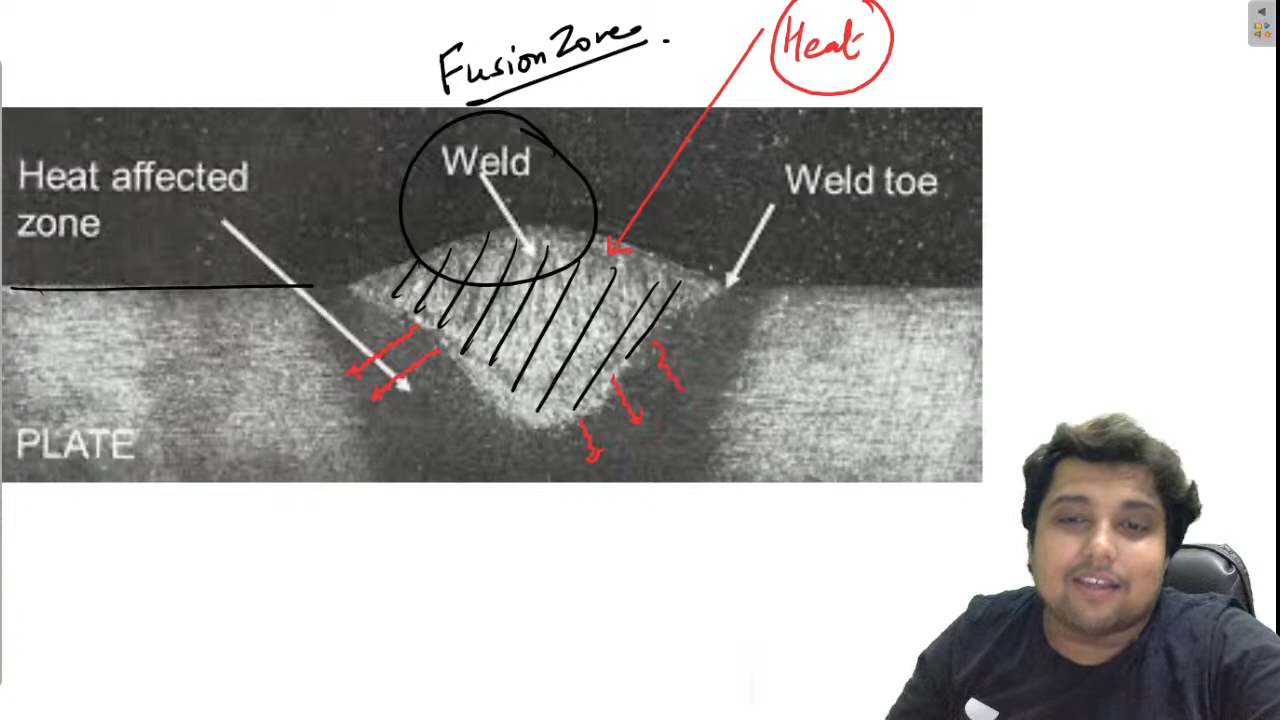 Fusion Zone.
Heat
Heat affected
zone
Weld
Weld toe
PLATE